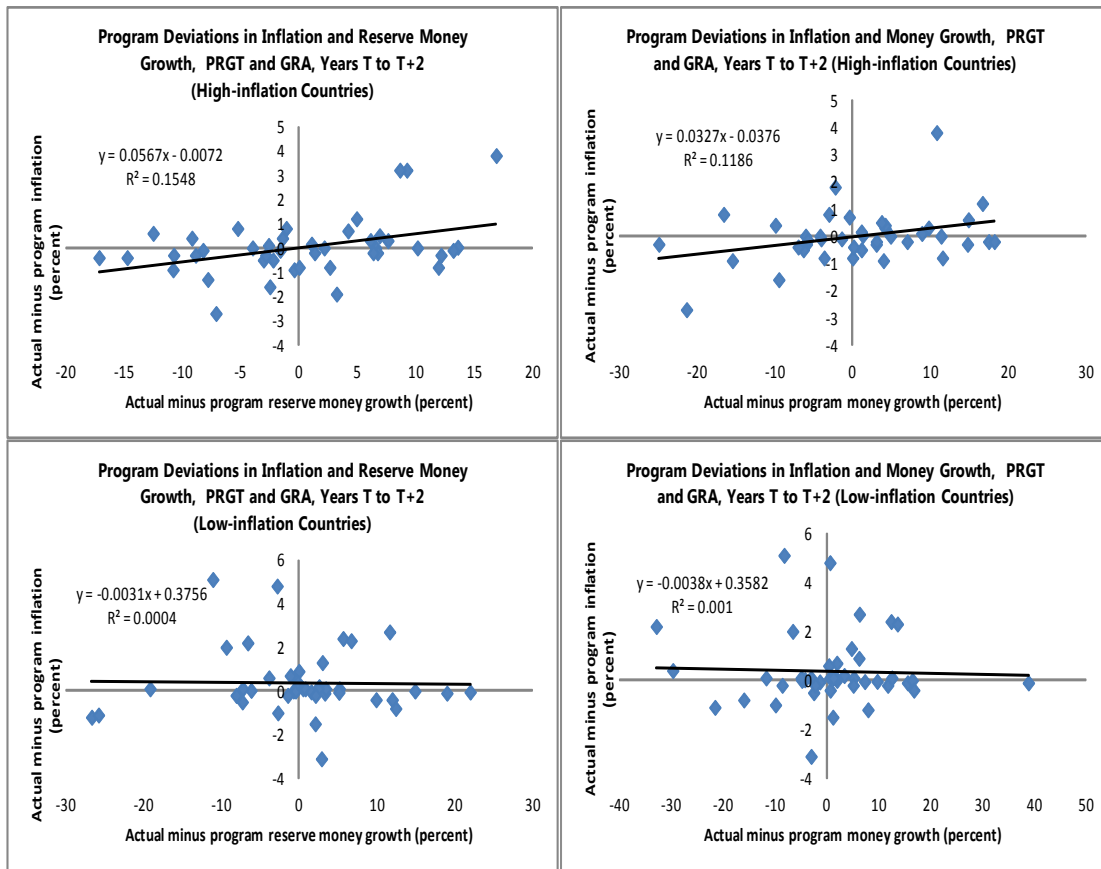 Program Deviations in Inflation and Reserve Money
Growth, PRGT and GRA, Years T to T+2
(High-inflation Countries)
y = 0.0567x - 0.0072
R² = 0.1548
Actual minus program inflation
(percent)
5
4
3
2
1
0
-1
-2
-3
-4
-20 -15 -10 -5 0 5 10 15 20
Actual minus program reserve money growth (percent)
Program Deviations in Inflation and Money Growth, PRGT
and GRA, Years T to T+2 (High-inflation Countries)
y = 0.0327x - 0.0376
R² = 0.1186
Actual minus program inflation
(percent)
5
4
3
2
1
0
-1
-2
-3
-4
-30 -20 -10 0 10 20 30
Actual minus program money growth (percent)
Program Deviations in Inflation and Reserve Money
Growth, PRGT and GRA, Years T to T+2
(Low-inflation Countries)
y = -0.0031x + 0.3756
R² = 0.0004
Actual minus program inflation
(percent)
6
4
2
0
-2
-4
-30 -20 -10 0 10 20 30
Actual minus program reserve money growth (percent)
Program Deviations in Inflation and Money Growth, PRGT
and GRA, Years T to T+2 (Low-inflation Countries)
y = -0.0038x + 0.3582
R² = 0.001
Actual minus program inflation
(percent)
6
4
2
0
-2
-4
-40 -30 -20 -10 0 10 20 30 40 50
Actual minus program money growth (percent)